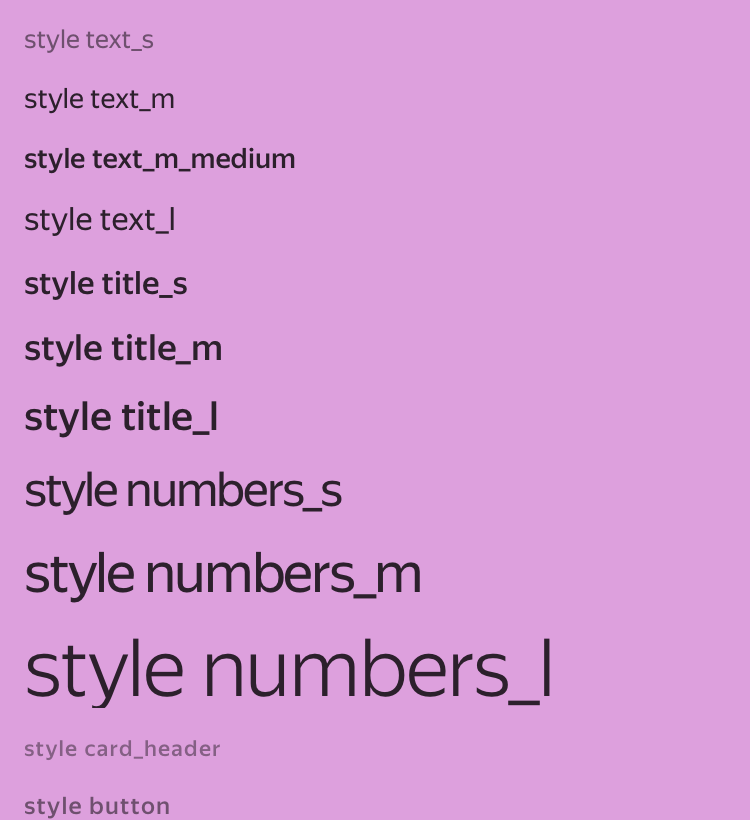 style text_s
style text_m
style text_m_medium
style text_l
style title_s
style title_m
style title_l
style numbers_s
style numbers_m
style numbers_l
style card_header
style button